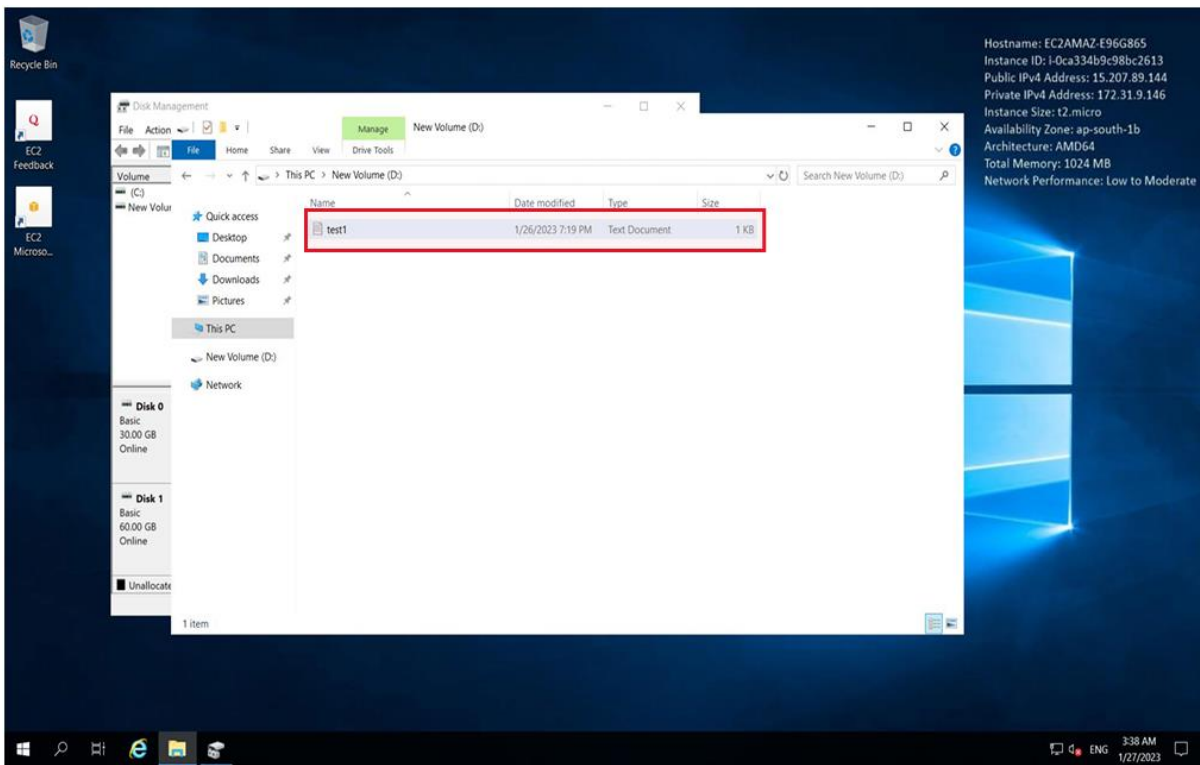 Recycle Bin
EC2
Feedback
EC2
Microso...
Hostname: EC2AMAZ-E96G865
Instance ID: i-0ca334b9c98bc2613
Public IPv4 Address: 15.207.89.144
Private IPv4 Address: 172.31.9.146
Instance Size: t2.micro
Availability Zone: ap-south-1b
Architecture: AMD64
Total Memory: 1024 MB
Network Performance: Low to Moderate
Disk Management
File Action
Volume
(C:)
New Volur
Disk 0
Basic
30.00 GB
Online
Disk 1
Basic
60.00 GB
Online
Unallocate
Manage New Volume (D:)
File Home Share View Drive Tools
> This PC > New Volume (D:) Search New Volume (D:)
Quick access
Desktop
Documents
Downloads
Pictures
This PC
New Volume (D:)
Network
Name Date modified Type Size
test1 1/26/2023 7:19 PM Text Document 1 KB
1 item
ENG
3:38 AM
1/27/2023